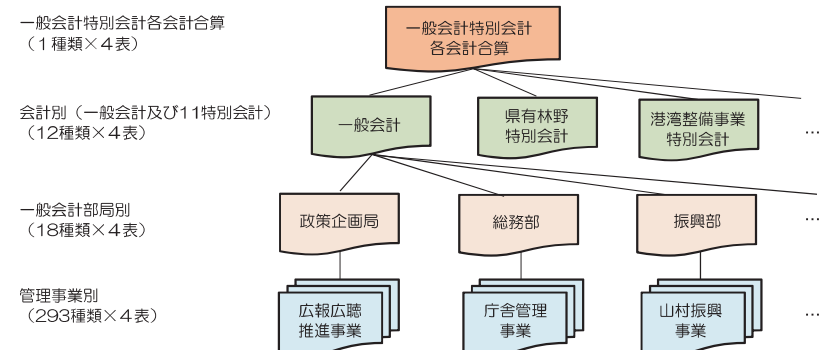 一般会計特別会計各会計合算
（１種類×４表）
一般会計特別会計
各会計合算
会計別（一般会計及び11特別会計）
（12種類×４表）
一般会計
県有林野
特別会計
港湾整備事業
特別会計
…
一般会計部局別
（18種類×４表）
政策企画局
総務部
振興部
…
管理事業別
（293種類×４表）
広報広聴
推進事業
庁舎管理
事業
山村振興
事業
…